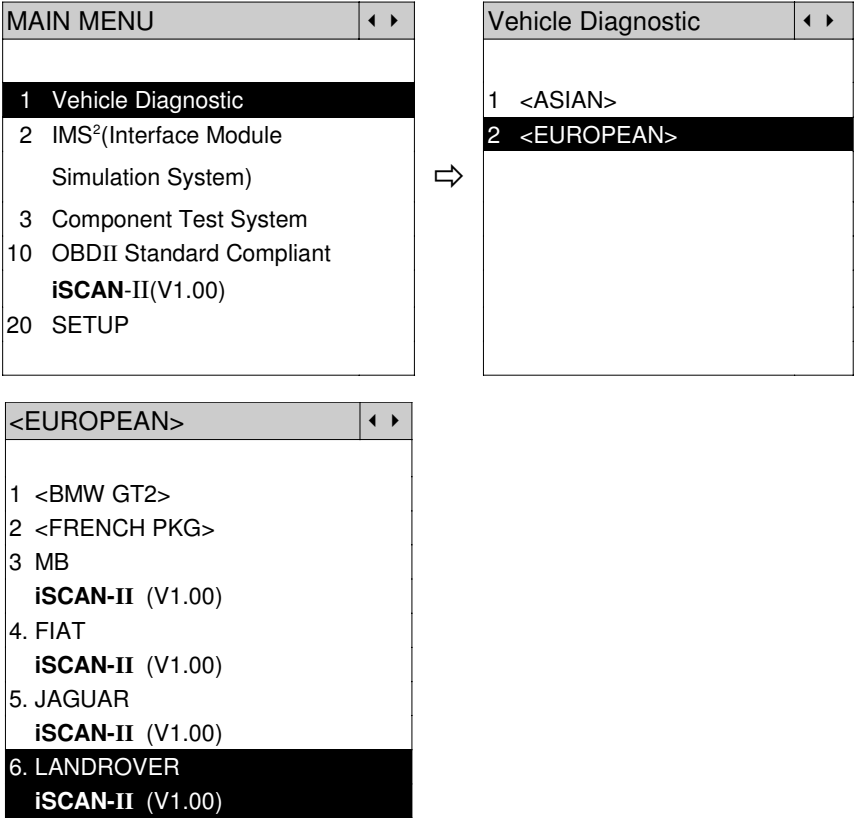 MAIN MENU
1 Vehicle Diagnostic
2 IMS²(Interface Module
Simulation System)
3 Component Test System
10 OBDII Standard Compliant
iSCAN-II(V1.00)
20 SETUP
Vehicle Diagnostic
1 <ASIAN>
2 <EUROPEAN>
<EUROPEAN>
1 <BMW GT2>
2 <FRENCH PKG>
3 MB
iSCAN-II (V1.00)
4. FIAT
iSCAN-II (V1.00)
5. JAGUAR
iSCAN-II (V1.00)
6. LANDROVER
iSCAN-II (V1.00)